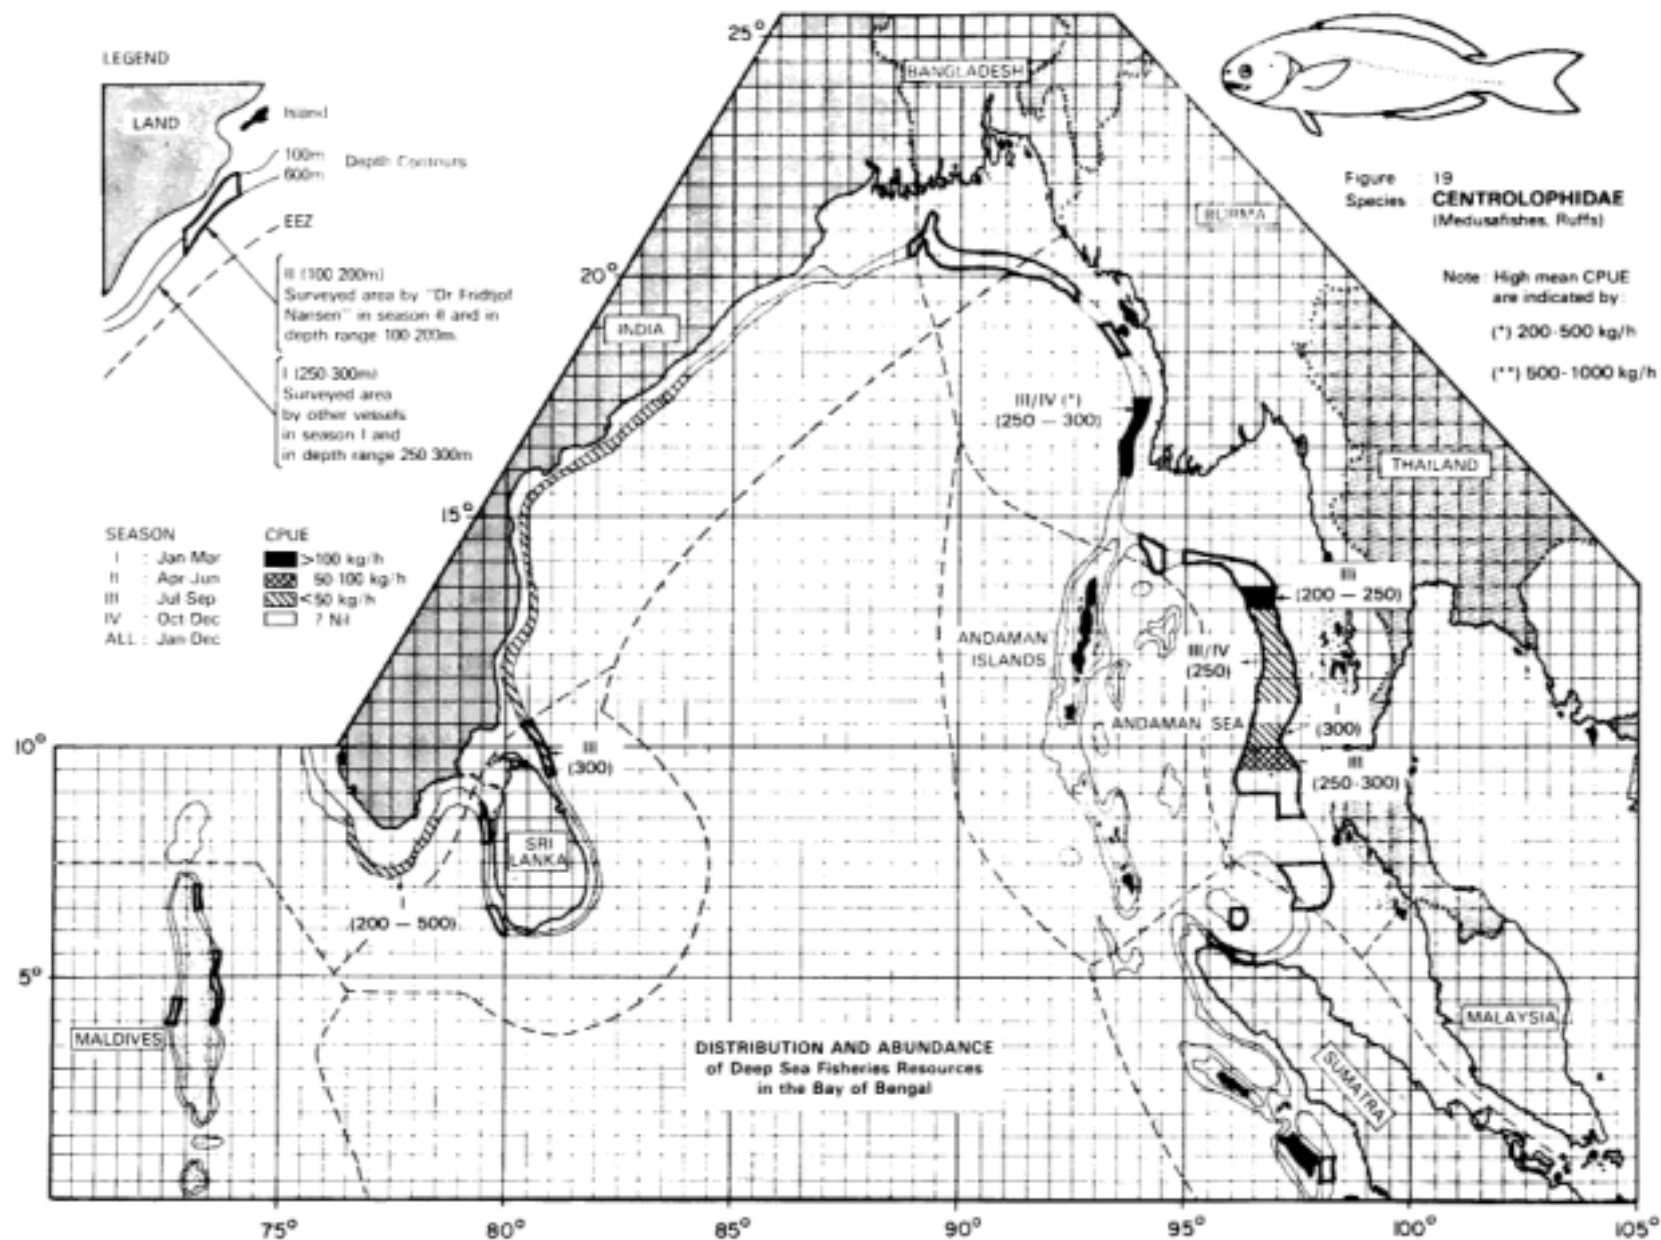 25°
LEGEND
BANGLADESH
LAND
Island
100m
600m
Depth Contours
EEZ
Figure : 19
Species : CENTROLOPHIDAE
(Medusafishes, Ruffs)
BURMA
Note : High mean CPUE
are indicated by :
(*) 200-500 kg/h
(**) 500-1000 kg/h
20°
III (100 200m)
Surveyed area by "Dr Fridtjof
Nansen" in season II and in
depth range 100 200m.
INDIA
I (250 300m)
Surveyed area
by other vessels
in season I and
in depth range 250 300m
III/IV (*)
(250 — 300)
THAILAND
15°
SEASON
I : Jan Mar
II : Apr Jun
III : Jul Sep
IV : Oct Dec
ALL : Jan Dec
CPUE
>100 kg/h
50 100 kg/h
<50 kg/h
? Nil
III
(200 — 250)
ANDAMAN
ISLANDS
III/IV
(250)
ANDAMAN SEA
I
(300)
10°
III
(300)
III
(250-300)
SRI
LANKA
I
(200 — 500)
5°
MALDIVES
MALAYSIA
SUMATRA
DISTRIBUTION AND ABUNDANCE
of Deep Sea Fisheries Resources
in the Bay of Bengal
75°
80°
85°
90°
95°
100°
105°